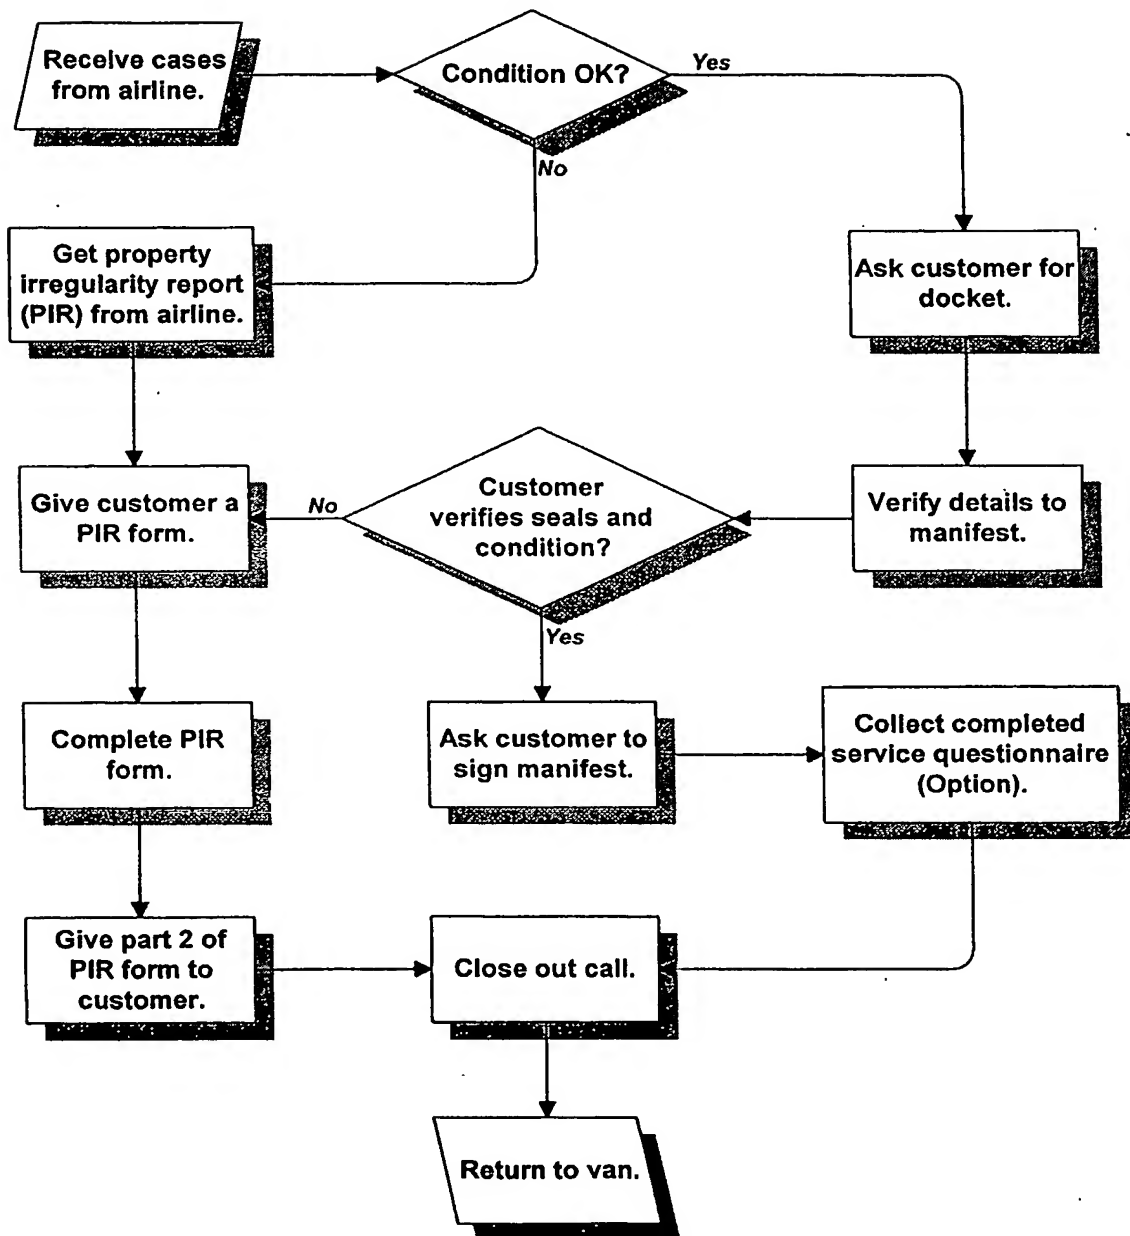 Receive cases
from airline.
Condition OK?
Yes
No
Get property
irregularity report
(PIR) from airline.
Ask customer for
docket.
Give customer a
PIR form.
No
Customer
verifies seals and
condition?
Verify details to
manifest.
Yes
Complete PIR
form.
Ask customer to
sign manifest.
Collect completed
service questionnaire
(Option).
Give part 2 of
PIR form to
customer.
Close out call.
Return to van.